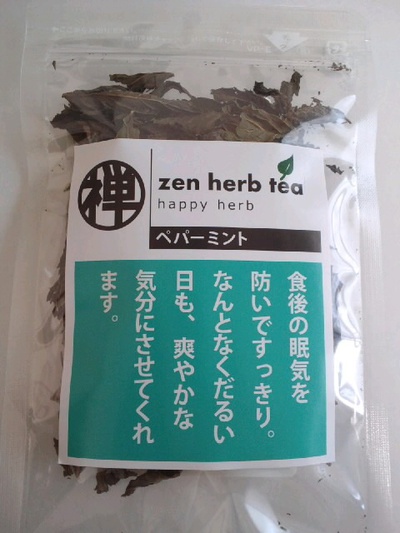 禅
zen herb tea
happy herb
ペパーミント
食後の眠気を
防いですっきり。
なんとなくだるい
日も、爽やかな
気分にさせてくれ
ます。